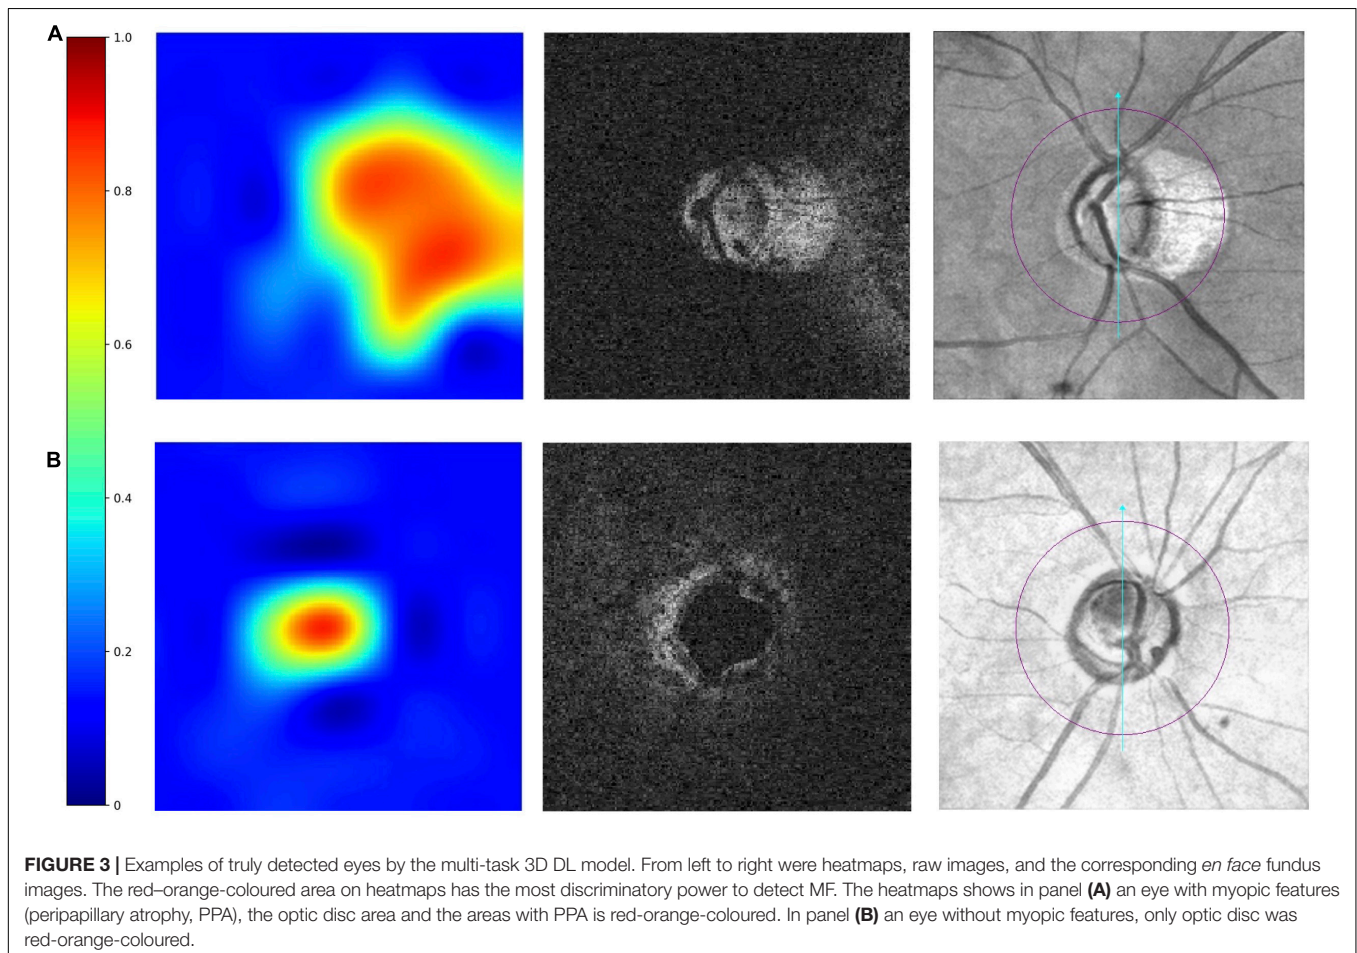 A
1.0
0.8
0.6
B
0.4
0.2
0
FIGURE 3 | Examples of truly detected eyes by the multi-task 3D DL model. From left to right were heatmaps, raw images, and the corresponding en face fundus
images. The red–orange-coloured area on heatmaps has the most discriminatory power to detect MF. The heatmaps shows in panel (A) an eye with myopic features
(peripapillary atrophy, PPA), the optic disc area and the areas with PPA is red-orange-coloured. In panel (B) an eye without myopic features, only optic disc was
red-orange-coloured.